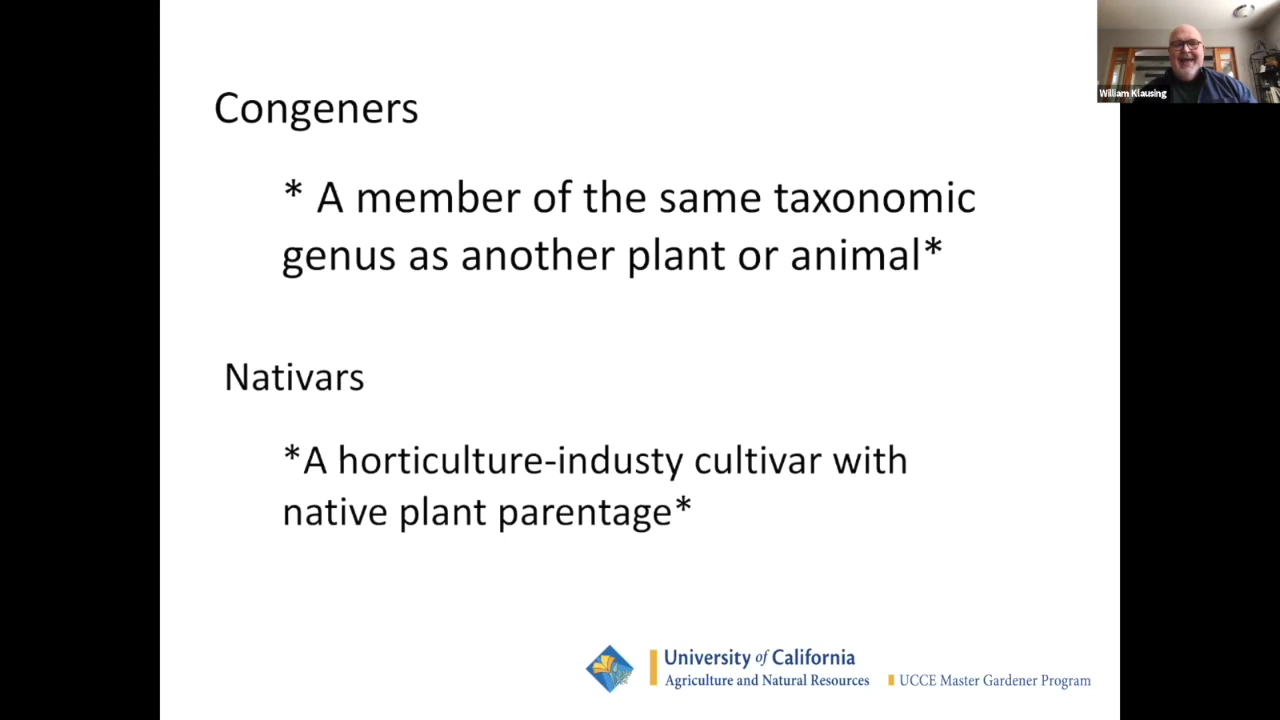 William Klausing
Congeners
* A member of the same taxonomic
genus as another plant or animal*
Nativars
*A horticulture-industy cultivar with
native plant parentage*
University of California
Agriculture and Natural Resources
UCCE Master Gardener Program